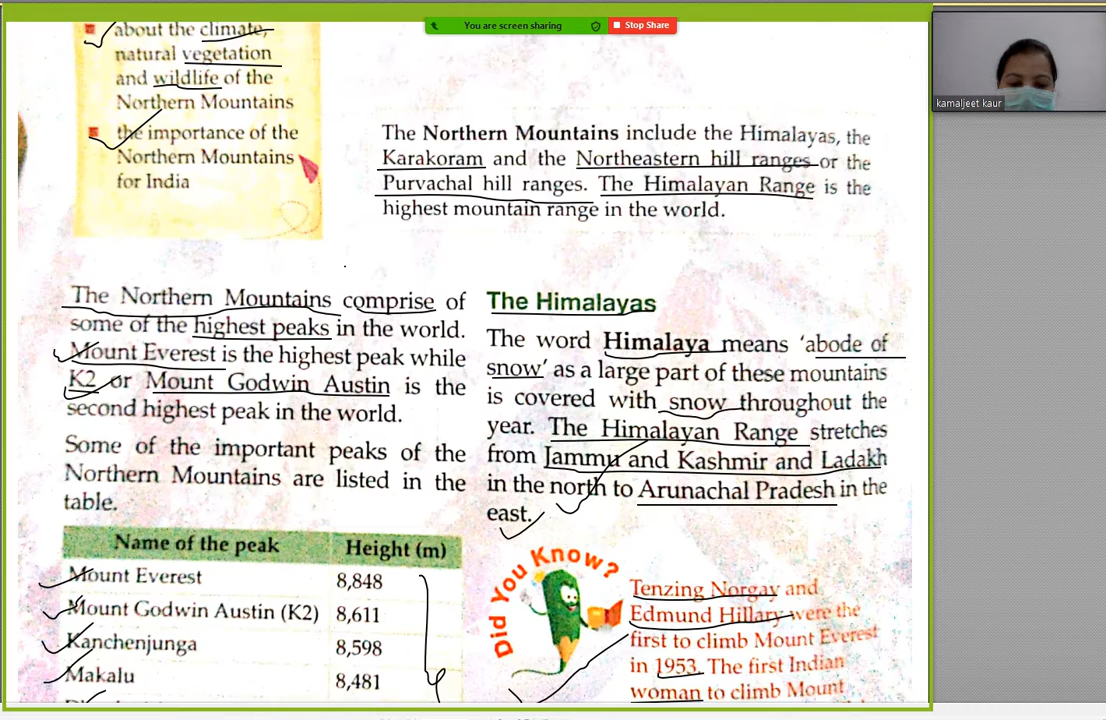 You are screen sharing
Stop Share
kamaljeet kaur
about the climate,
natural vegetation
and wildlife of the
Northern Mountains
the importance of the
Northern Mountains
for India
The Northern Mountains include the Himalayas, the
Karakoram and the Northeastern hill ranges or the
Purvachal hill ranges. The Himalayan Range is the
highest mountain range in the world.
The Northern Mountains comprise of
some of the highest peaks in the world.
Mount Everest is the highest peak while
K2 or Mount Godwin Austin is the
second highest peak in the world.
Some of the important peaks of the
Northern Mountains are listed in the
table.
Name of the peak Height (m)
Mount Everest 8,848
Mount Godwin Austin (K2) 8,611
Kanchenjunga 8,598
Makalu 8,481
The Himalayas
The word Himalaya means 'abode of
snow' as a large part of these mountains
is covered with snow throughout the
year. The Himalayan Range stretches
from Jammu and Kashmir and Ladakh
in the north to Arunachal Pradesh in the
east.
Did You Know?
Tenzing Norgay and
Edmund Hillary were the
first to climb Mount Everest
in 1953. The first Indian
woman to climb Mount